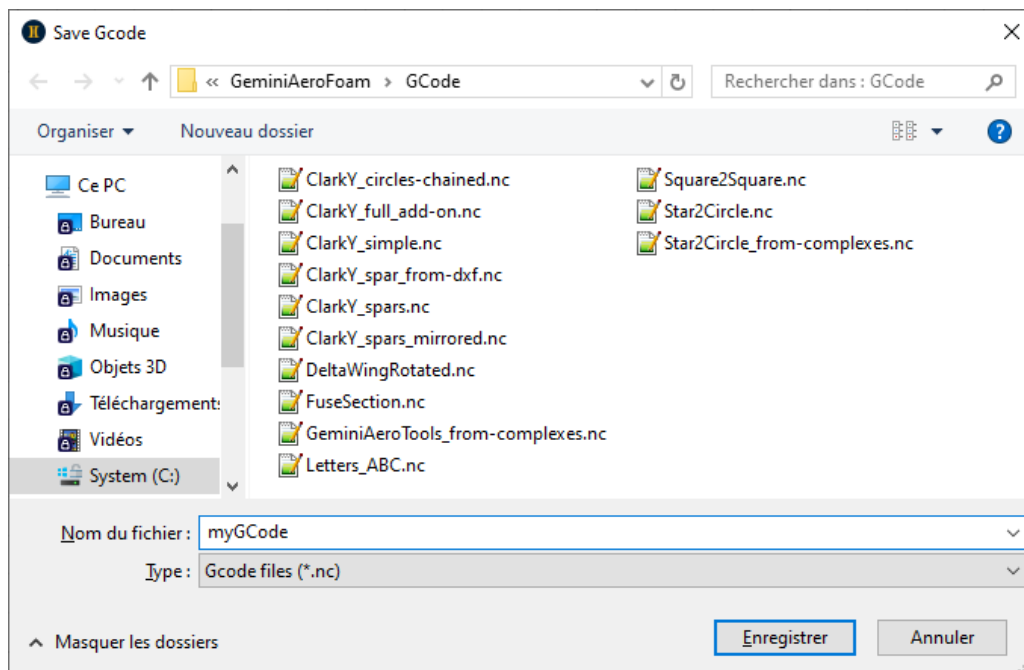 Save Gcode
« GeminiAeroFoam > GCode
Rechercher dans : GCode
Organiser
Nouveau dossier
Ce PC
Bureau
Documents
Images
Musique
Objets 3D
Téléchargements
Vidéos
System (C:)
ClarkY_circles-chained.nc
ClarkY_full_add-on.nc
ClarkY_simple.nc
ClarkY_spar_from-dxf.nc
ClarkY_spars.nc
ClarkY_spars_mirrored.nc
DeltaWingRotated.nc
FuseSection.nc
GeminiAeroTools_from-complexes.nc
Letters_ABC.nc
Square2Square.nc
Star2Circle.nc
Star2Circle_from-complexes.nc
Nom du fichier : myGCode
Type : Gcode files (*.nc)
Masquer les dossiers
Enregistrer
Annuler